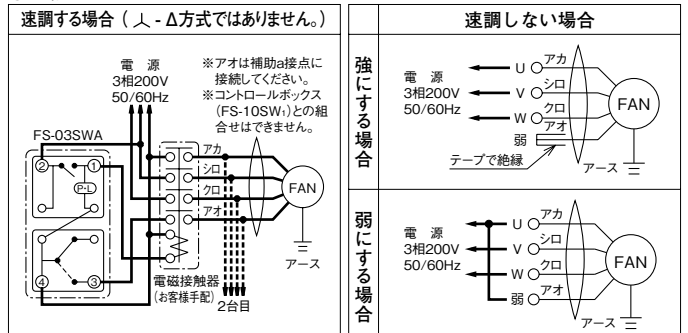 速調する場合 (人 - Δ方式ではありません。)
電 源
3相200V
50/60Hz
※アオは補助a接点に
接続してください。
※コントロールボックス
(FS-10SW₁)との組
合せはできません。
FS-03SWA
② ①
P・L
④ ③
アカ
シロ
クロ
アオ
FAN
アース
電磁接触器
(お客様手配)
2台目
速調しない場合
強にする場合
電 源
3相200V
50/60Hz
U アカ
V シロ
W クロ
弱 アオ
テープで絶縁
FAN
アース
弱にする場合
電 源
3相200V
50/60Hz
U アカ
V シロ
W クロ
弱 アオ
FAN
アース